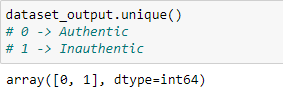 dataset_output.unique()
# 0 -> Authentic
# 1 -> Inauthentic
array([0, 1], dtype=int64)